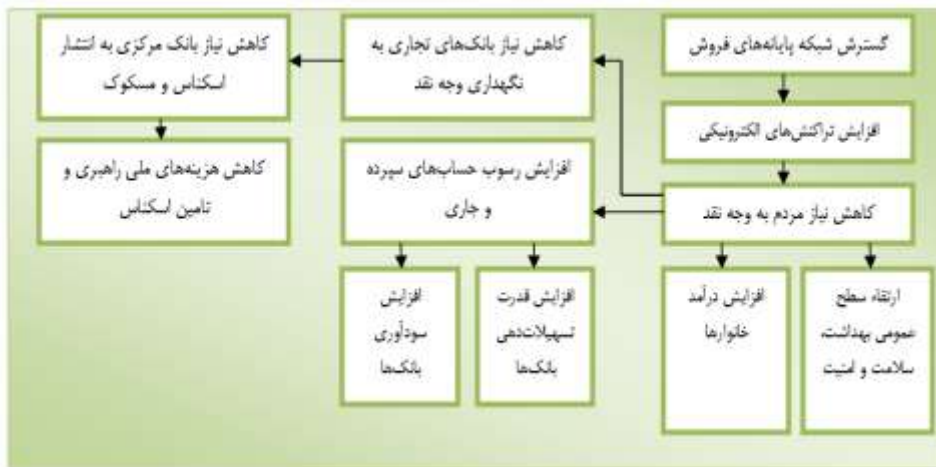 گسترش شبکه پایانه‌های فروش
افزایش تراکنش‌های الکترونیکی
کاهش نیاز مردم به وجه نقد
ارتقاء سطح
عمومی بهداشت،
سلامت و امنیت
افزایش درآمد
خانوارها
کاهش نیاز بانک‌های تجاری به
نگهداری وجه نقد
افزایش رسوب حساب‌های سپرده
و جاری
افزایش قدرت
تسهیلات‌دهی
بانک‌ها
افزایش
سودآوری
بانک‌ها
کاهش نیاز بانک مرکزی به انتشار
اسکناس و مسکوک
کاهش هزینه‌های ملی راهبری و
تامین اسکناس